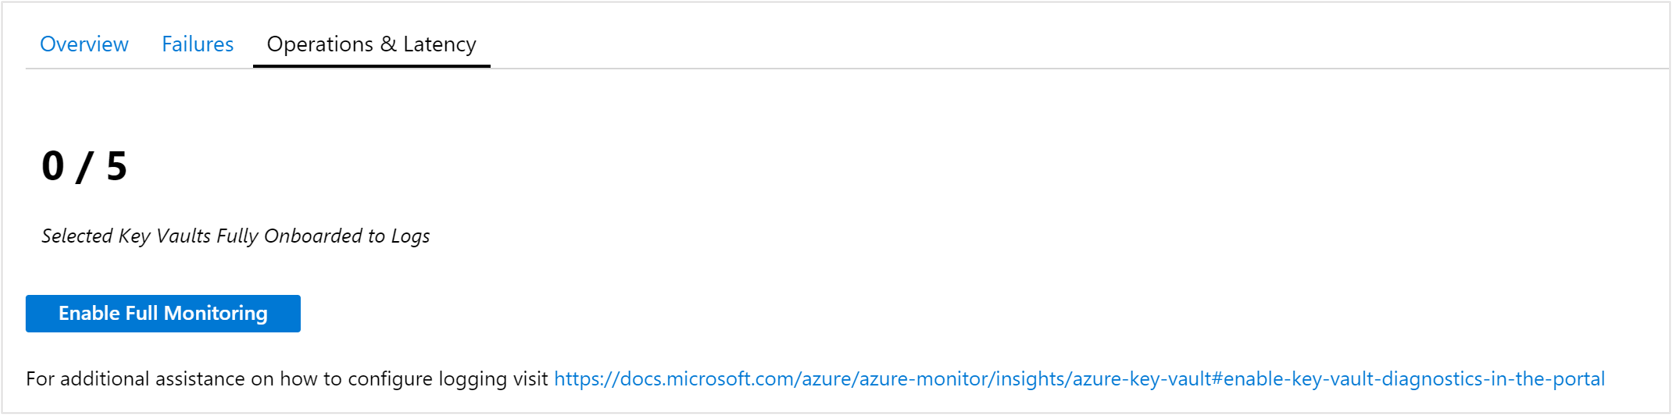 Overview Failures Operations & Latency
0 / 5
Selected Key Vaults Fully Onboarded to Logs
Enable Full Monitoring
For additional assistance on how to configure logging visit https://docs.microsoft.com/azure/azure-monitor/insights/azure-key-vault#enable-key-vault-diagnostics-in-the-portal